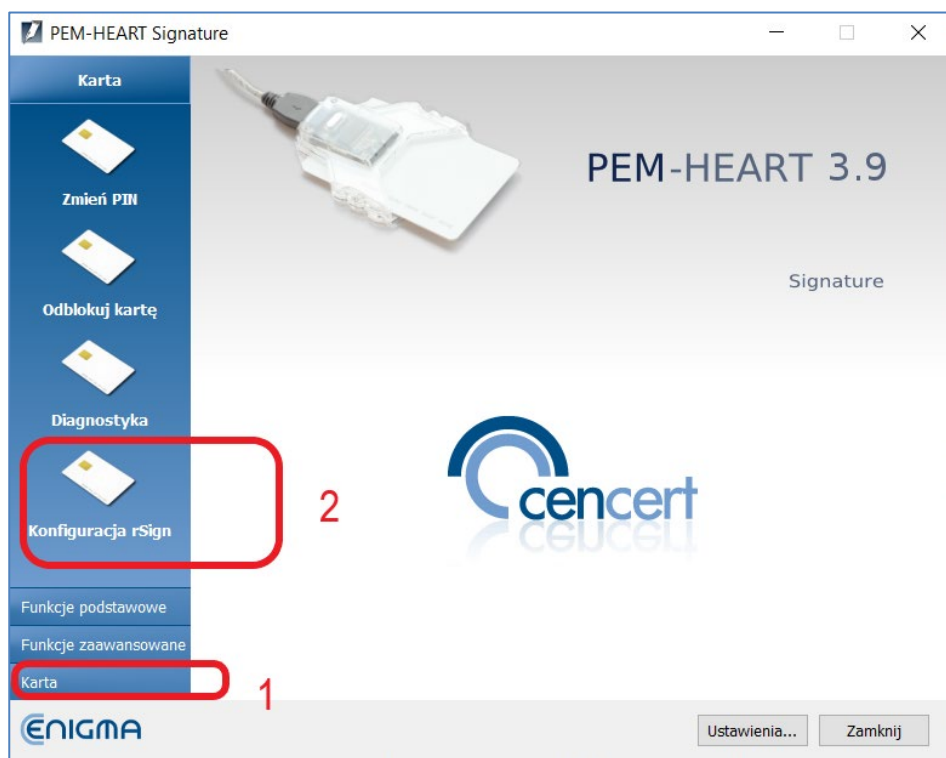 PEM-HEART Signature
Karta
Zmień PIN
Odblokuj kartę
Diagnostyka
Konfiguracja rSign
Funkcje podstawowe
Funkcje zaawansowane
Karta
PEM-HEART 3.9
Signature
cencert
2
1
ENIGMA
Ustawienia...
Zamknij